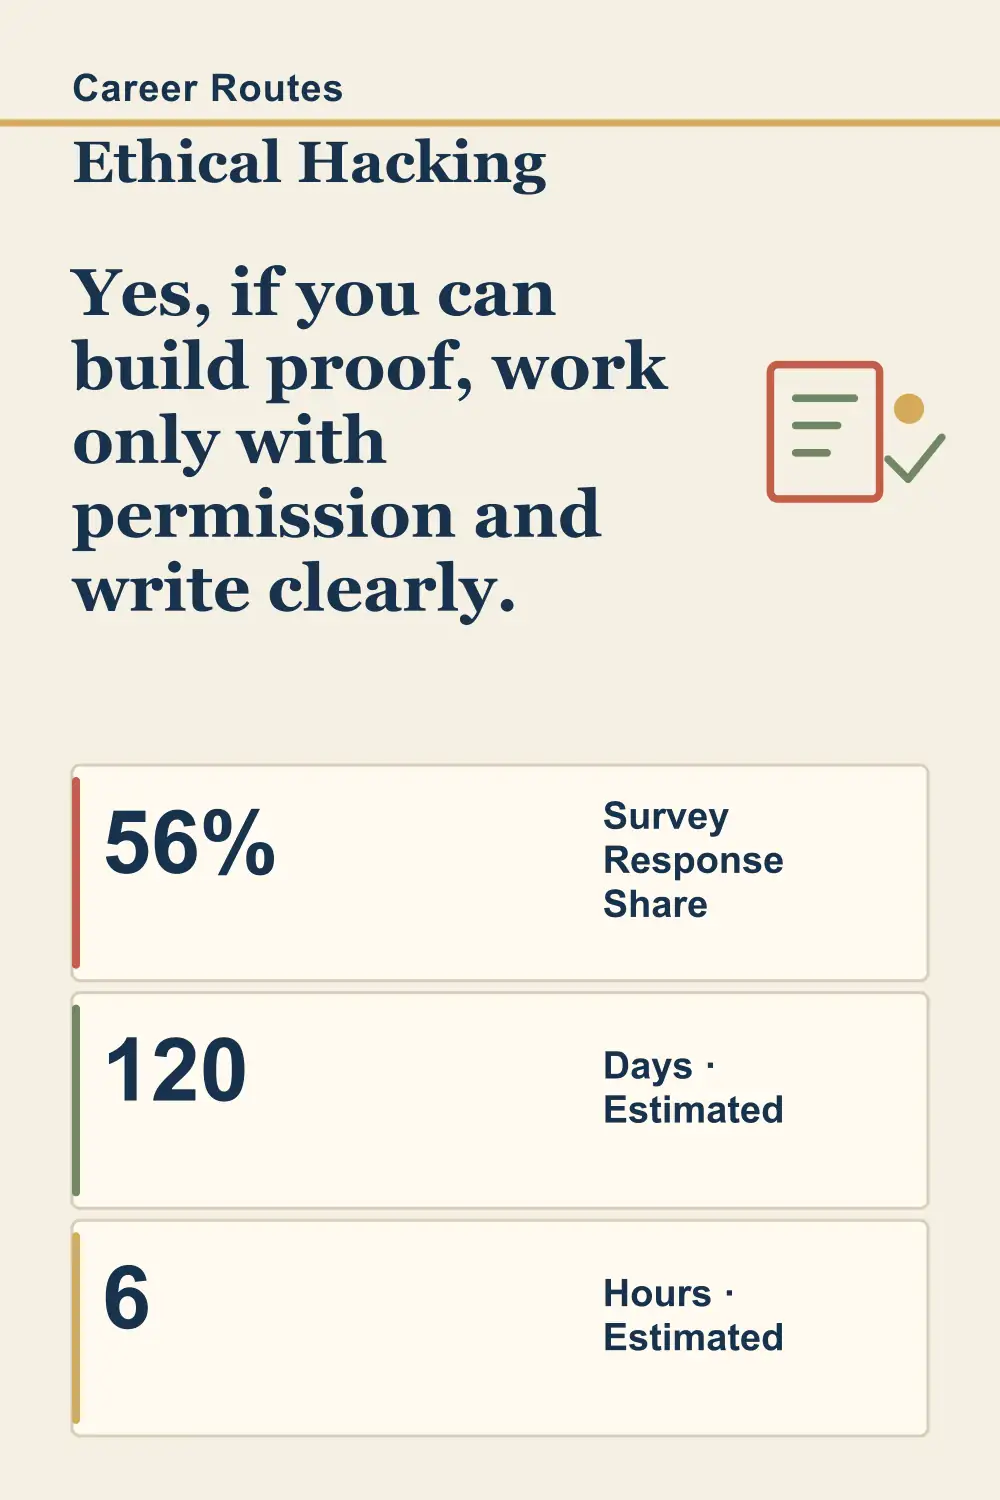 Career Routes
Ethical Hacking
Yes, if you can
build proof, work
only with
permission and
write clearly.
56%
Survey
Response
Share
120
Days ·
Estimated
6
Hours ·
Estimated